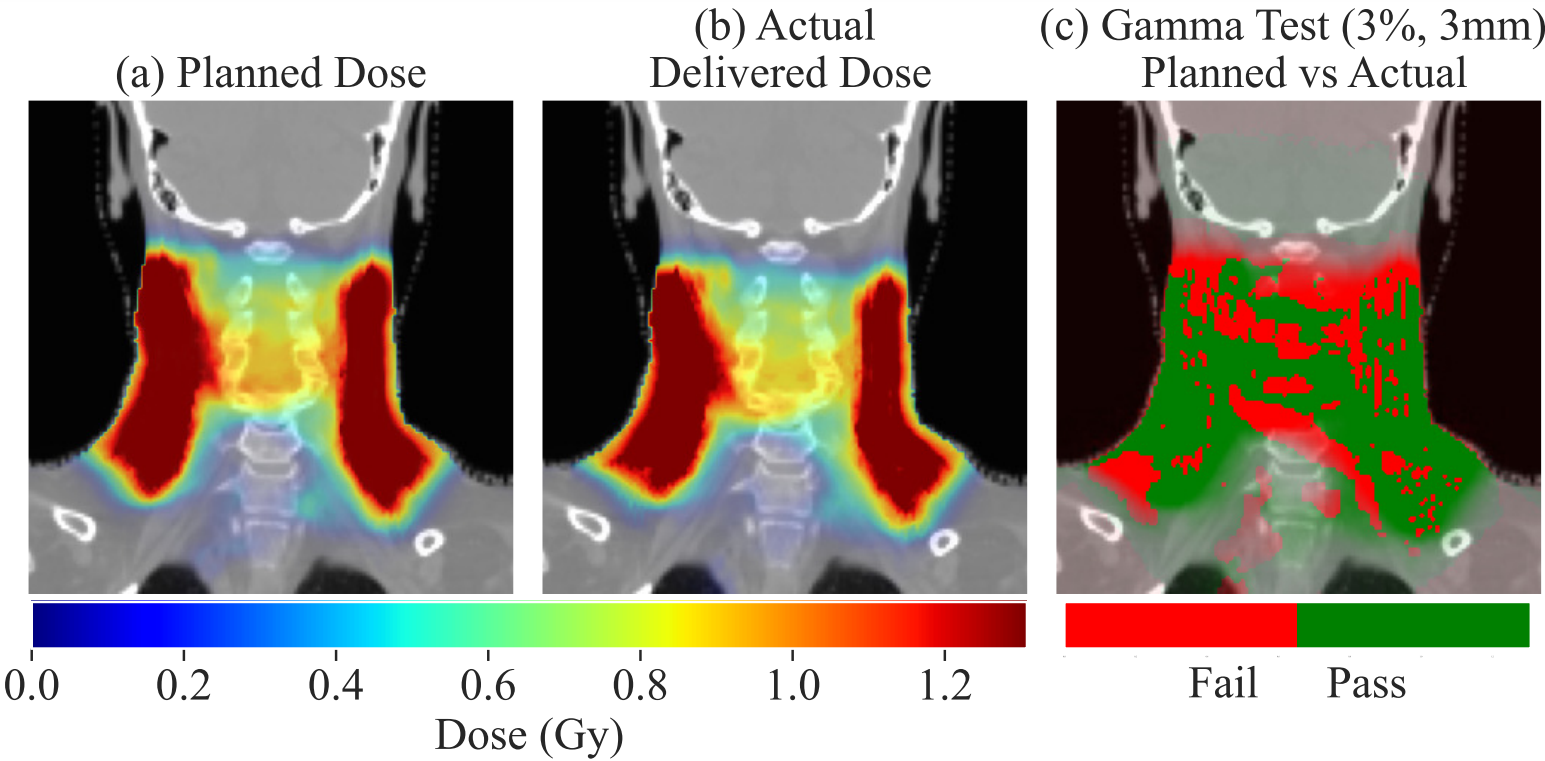 (a) Planned Dose
(b) Actual
Delivered Dose
(c) Gamma Test (3%, 3mm)
Planned vs Actual
0.0 0.2 0.4 0.6 0.8 1.0 1.2
Dose (Gy)
Fail Pass